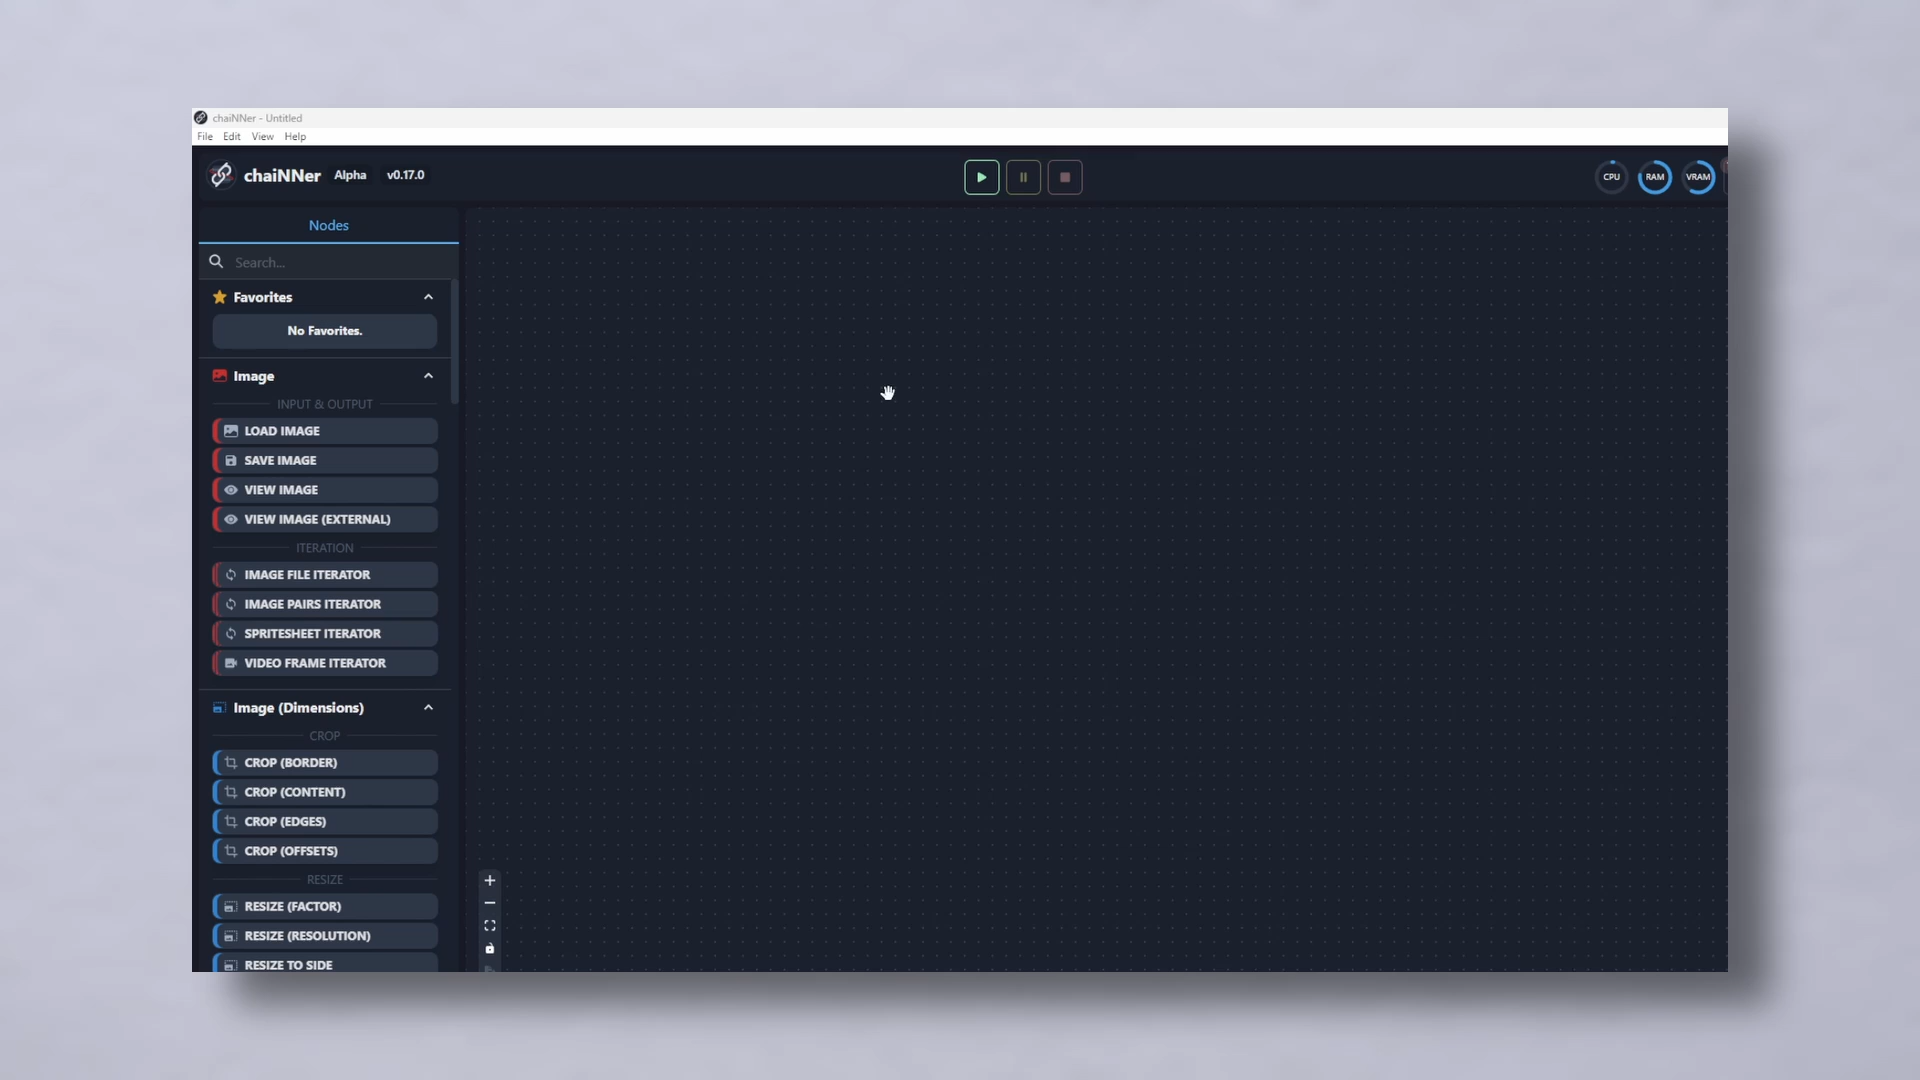 chaiNNer - Untitled
File Edit View Help
chaiNNer Alpha v0.17.0
CPU RAM VRAM
Nodes
Search...
Favorites
No Favorites.
Image
INPUT & OUTPUT
LOAD IMAGE
SAVE IMAGE
VIEW IMAGE
VIEW IMAGE (EXTERNAL)
ITERATION
IMAGE FILE ITERATOR
IMAGE PAIRS ITERATOR
SPRITESHEET ITERATOR
VIDEO FRAME ITERATOR
Image (Dimensions)
CROP
CROP (BORDER)
CROP (CONTENT)
CROP (EDGES)
CROP (OFFSETS)
RESIZE
RESIZE (FACTOR)
RESIZE (RESOLUTION)
RESIZE TO SIDE